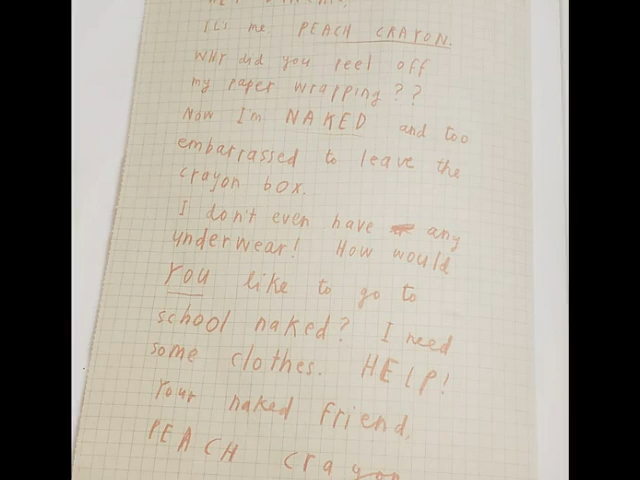 It's me PEACH CRAYON.
WHY did you peel off
my paper wrapping??
Now I'm NAKED and too
embarrassed to leave the
crayon box.
I don't even have any
underwear! How would
YOU like to go to
school naked? I need
some clothes. HELP!
Your naked friend,
PEACH crayon